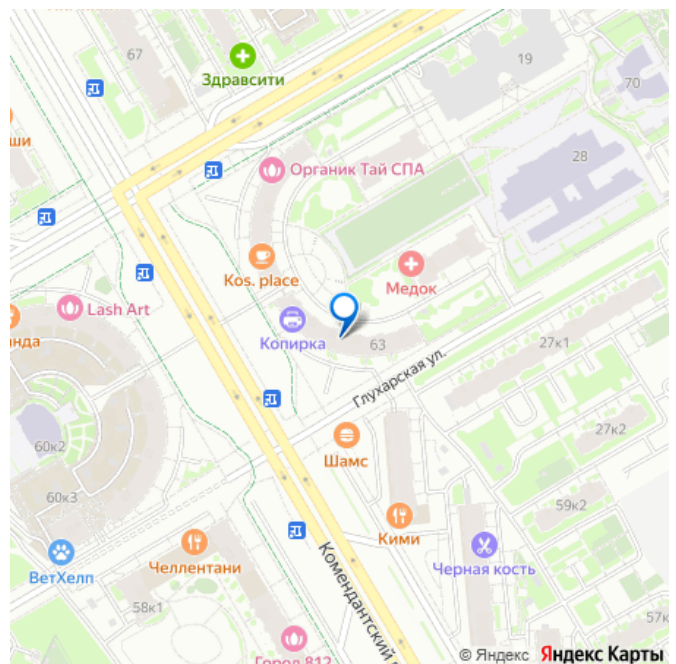 67
Здравсити
19
70
ши
28
Органик Тай СПА
Kos. place
Медок
Lash Art
нда
Копирка
63
27к1
Глухарская ул.
60к2
Шамс
27к2
60к3
59к2
Кими
ВетХелп
Челлентани
Черная кость
58к1
Комендантский
57к
Город 812
© Яндекс Яндекс Карты